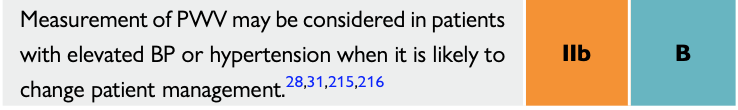 Measurement of PWV may be considered in patients
with elevated BP or hypertension when it is likely to
change patient management.28,31,215,216
IIb
B